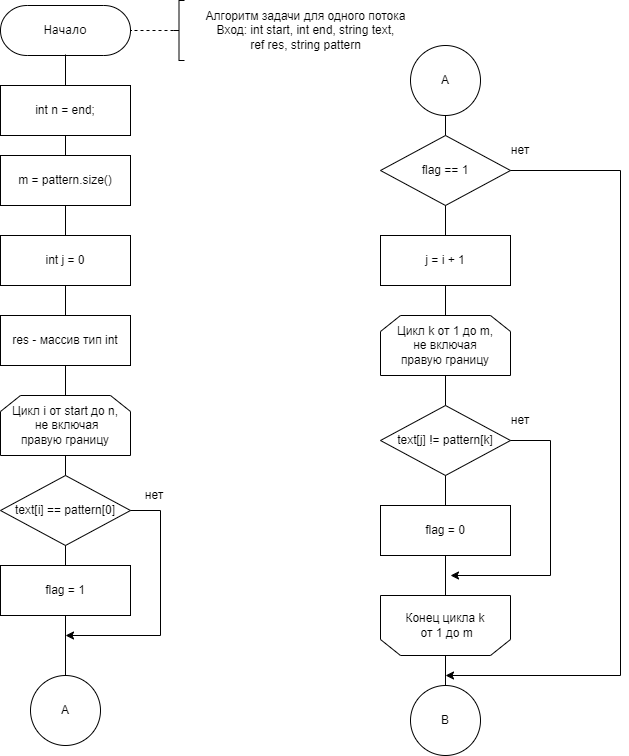 Начало
Алгоритм задачи для одного потока
Вход: int start, int end, string text,
ref res, string pattern
int n = end;
m = pattern.size()
int j = 0
res - массив тип int
Цикл i от start до n,
не включая
правую границу
text[i] == pattern[0]
нет
flag = 1
A
A
flag == 1
нет
j = i + 1
Цикл k от 1 до m,
не включая
правую границу
text[j] != pattern[k]
нет
flag = 0
Конец цикла k
от 1 до m
B